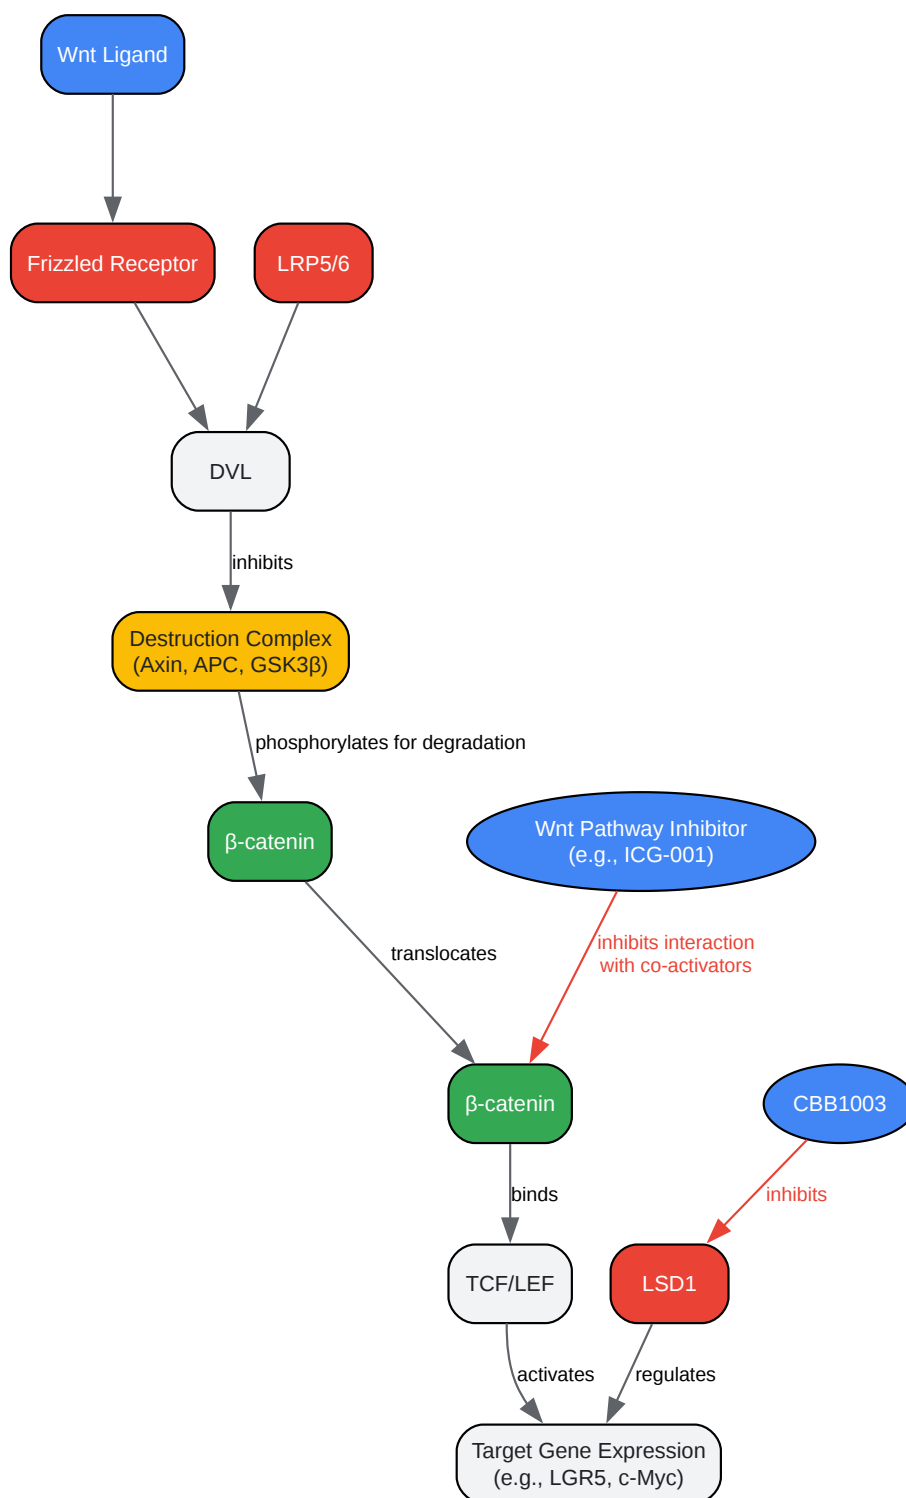 Wnt Ligand
Frizzled Receptor
LRP5/6
DVL
inhibits
Destruction Complex
(Axin, APC, GSK3β)
phosphorylates for degradation
β-catenin
Wnt Pathway Inhibitor
(e.g., ICG-001)
translocates
inhibits interaction
with co-activators
β-catenin
CBB1003
binds
inhibits
TCF/LEF
LSD1
activates
regulates
Target Gene Expression
(e.g., LGR5, c-Myc)